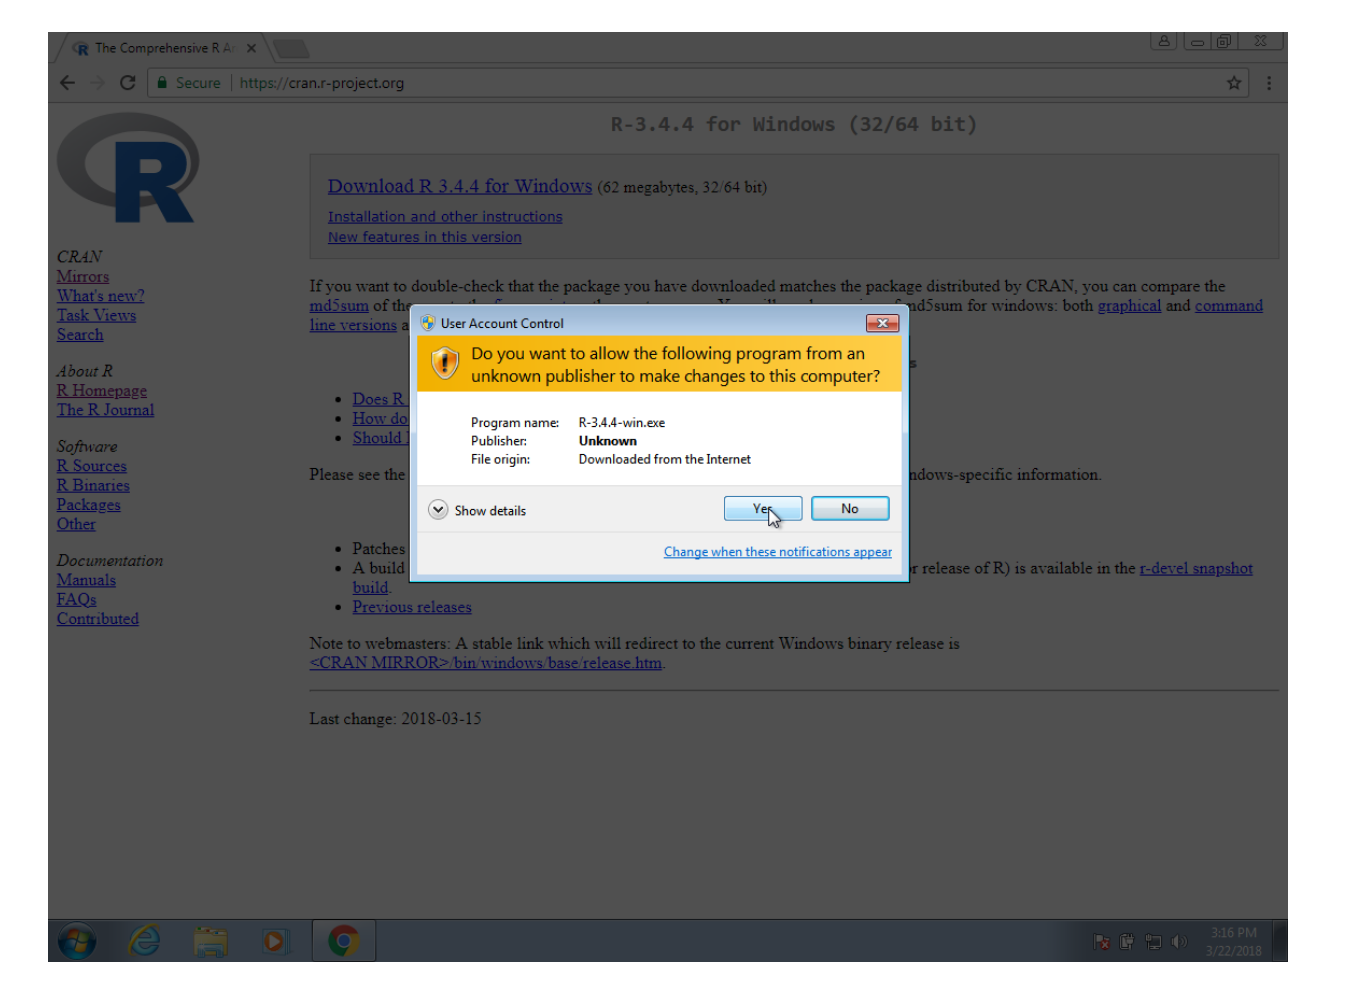 The Comprehensive R Ar
Secure | https://cran.r-project.org
R-3.4.4 for Windows (32/64 bit)
R
Download R 3.4.4 for Windows (62 megabytes, 32/64 bit)
Installation and other instructions
New features in this version
CRAN
Mirrors
What's new?
Task Views
Search
About R
R Homepage
The R Journal
Software
R Sources
R Binaries
Packages
Other
Documentation
Manuals
FAQs
Contributed
If you want to double-check that the package you have downloaded matches the package distributed by CRAN, you can compare the
md5sum of the md5sum for windows: both graphical and command
line versions a
User Account Control
Do you want to allow the following program from an
unknown publisher to make changes to this computer?
Program name: R-3.4.4-win.exe
Publisher: Unknown
File origin: Downloaded from the Internet
Show details
Yes
No
Change when these notifications appear
Does R
How do
Should
Please see the ndows-specific information.
Patches
A build or release of R) is available in the r-devel snapshot
build.
Previous releases
Note to webmasters: A stable link which will redirect to the current Windows binary release is
<CRAN MIRROR>/bin/windows/base/release.htm.
Last change: 2018-03-15
3:16 PM
3/22/2018